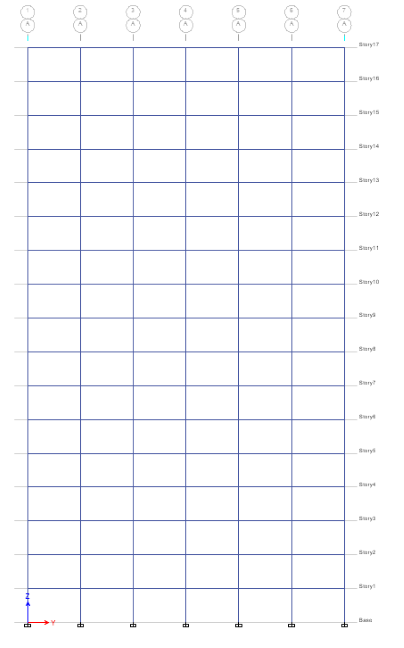 1 2 3 4 5 6 7
A A A A A A A
Story17
Story16
Story15
Story14
Story13
Story12
Story11
Story10
Story9
Story8
Story7
Story6
Story5
Story4
Story3
Story2
Story1
Z
Y
Base